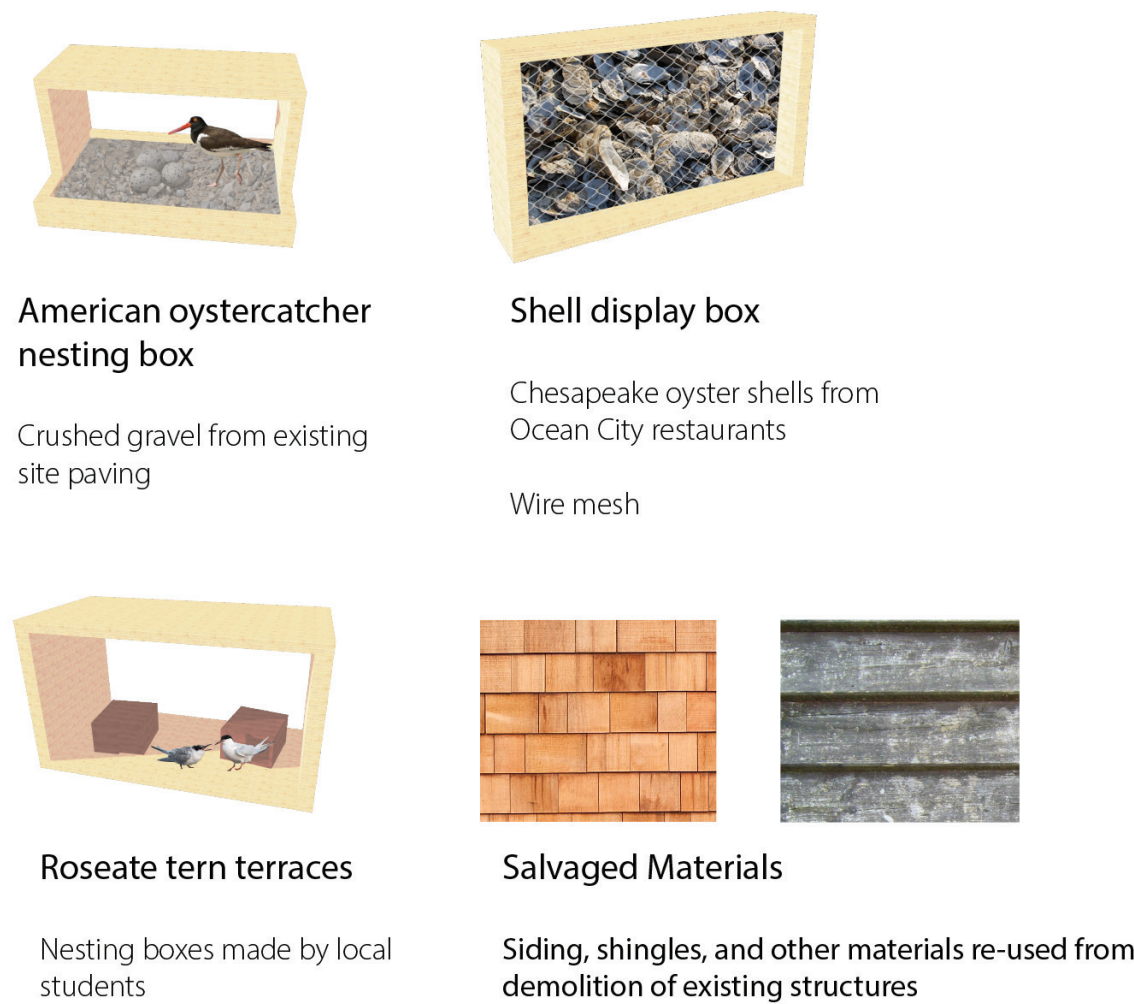 American oystercatcher
nesting box
Crushed gravel from existing
site paving
Shell display box
Chesapeake oyster shells from
Ocean City restaurants
Wire mesh
Roseate tern terraces
Nesting boxes made by local
students
Salvaged Materials
Siding, shingles, and other materials re-used from
demolition of existing structures